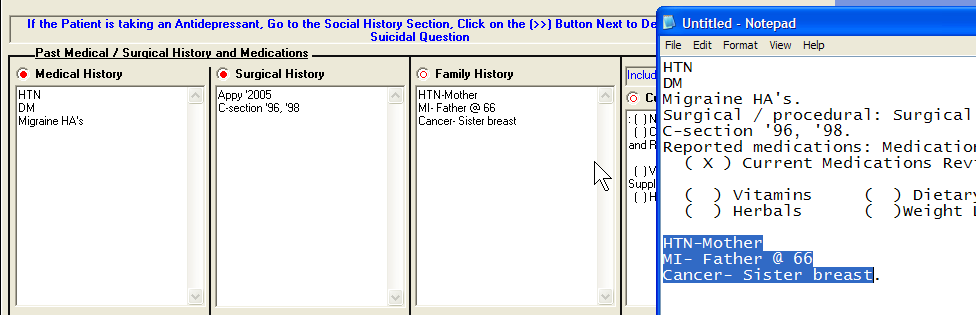 If the Patient is taking an Antidepressant, Go to the Social History Section, Click on the (>>) Button Next to De
Suicidal Question
Past Medical / Surgical History and Medications
Medical History
HTN
DM
Migraine HA's
Surgical History
Appy '2005
C-section '96, '98
Family History
HTN-Mother
MI- Father @ 66
Cancer- Sister breast
Includ
Cu
: ( ) N
( ) C
and R
( ) V
Suppl
( ) H
Untitled - Notepad
File Edit Format View Help
HTN
DM
Migraine HA's.
Surgical / procedural: Surgical
C-section '96, '98.
Reported medications: Medication
( X ) Current Medications Revi
( ) Vitamins ( ) Dietary
( ) Herbals ( )Weight L
HTN-Mother
MI- Father @ 66
Cancer- Sister breast.